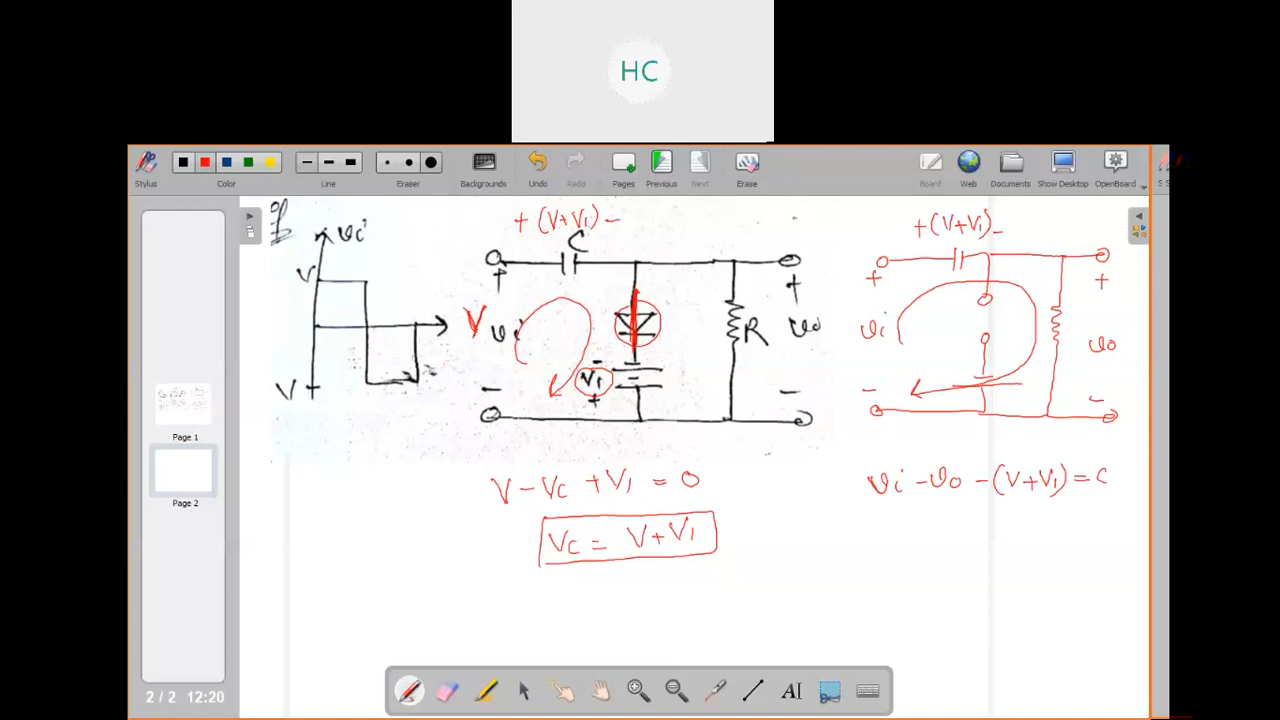 HC
Stylus
Color
Line
Eraser
Backgrounds
Undo
Redo
Pages
Previous
Next
Erase
Board
Web
Documents
Show Desktop
OpenBoard
Page 1
Page 2
2 / 2 12:20
vi
V
V
+ (V+V1) -
C
+
V vi
-
V1
-
+
R
+
vo
-
V - VC + V1 = 0
VC = V + V1
+ (V+V1) -
+
vi
-
+
vo
-
vi - vo - (V+V1) =